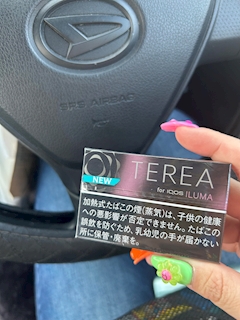 SRS AIRBAG
NEW
TEREA
for IQOS ILUMA
加熱式たばこの煙(蒸気)は、子供の健康
への悪影響が否定できません。たばこの
誤飲を防ぐため、乳幼児の手が届かない
所に保管・廃棄を。